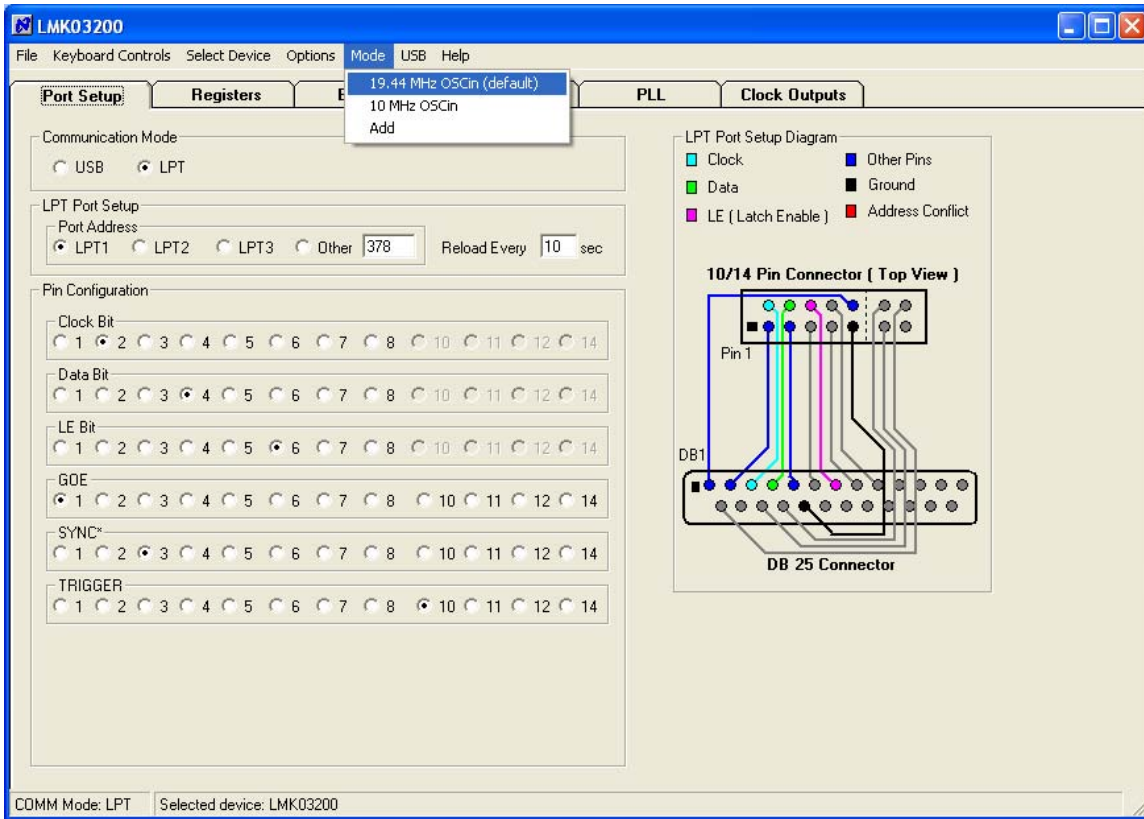 LMK03200
File Keyboard Controls Select Device Options Mode USB Help
19.44 MHz OSCin (default)
10 MHz OSCin
Add
Port Setup Registers PLL Clock Outputs
Communication Mode
USB LPT
LPT Port Setup
Port Address
LPT1 LPT2 LPT3 Other 378 Reload Every 10 sec
Pin Configuration
Clock Bit
1 2 3 4 5 6 7 8 10 11 12 14
Data Bit
1 2 3 4 5 6 7 8 10 11 12 14
LE Bit
1 2 3 4 5 6 7 8 10 11 12 14
GOE
1 2 3 4 5 6 7 8 10 11 12 14
SYNC*
1 2 3 4 5 6 7 8 10 11 12 14
TRIGGER
1 2 3 4 5 6 7 8 10 11 12 14
LPT Port Setup Diagram
Clock Other Pins
Data Ground
LE ( Latch Enable ) Address Conflict
10/14 Pin Connector ( Top View )
Pin 1
DB1
DB 25 Connector
COMM Mode: LPT Selected device: LMK03200